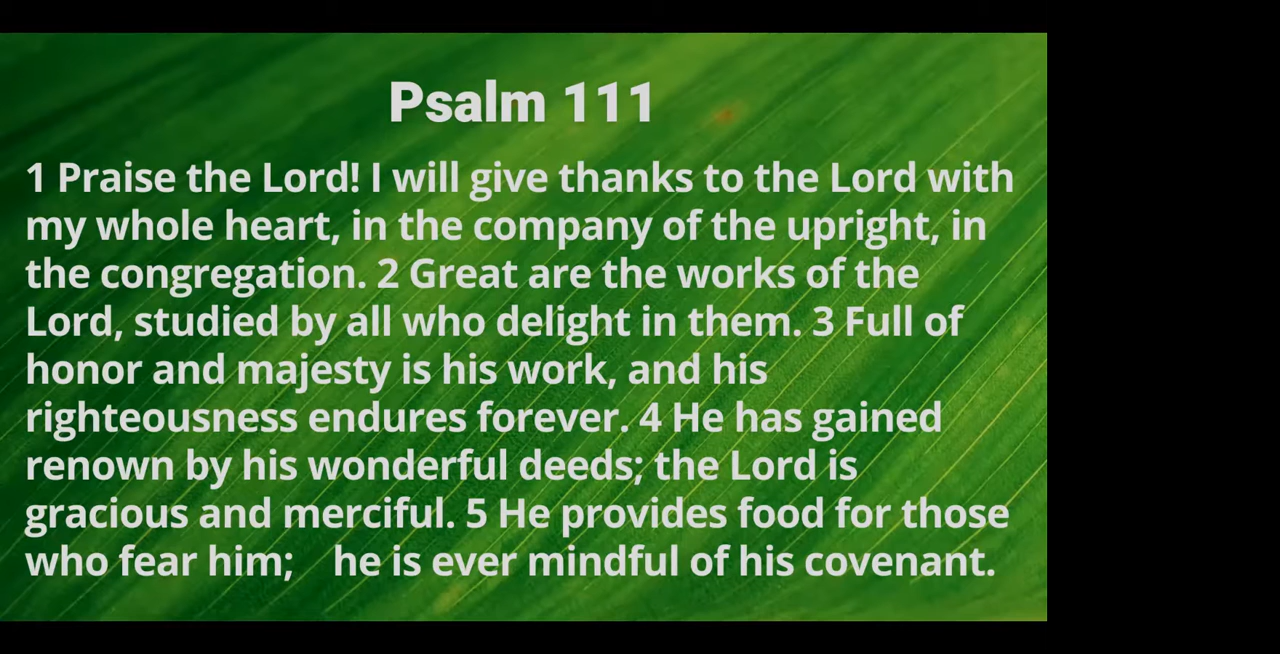 Psalm 111
1 Praise the Lord! I will give thanks to the Lord with
my whole heart, in the company of the upright, in
the congregation. 2 Great are the works of the
Lord, studied by all who delight in them. 3 Full of
honor and majesty is his work, and his
righteousness endures forever. 4 He has gained
renown by his wonderful deeds; the Lord is
gracious and merciful. 5 He provides food for those
who fear him;    he is ever mindful of his covenant.